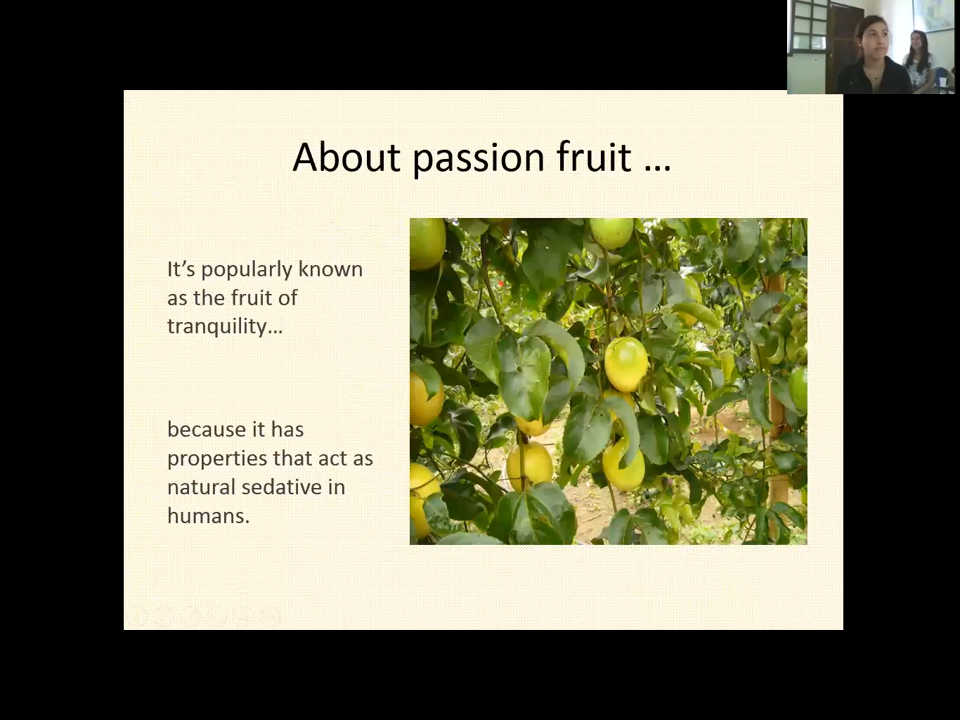 About passion fruit …
It’s popularly known
as the fruit of
tranquility…
because it has
properties that act as
natural sedative in
humans.